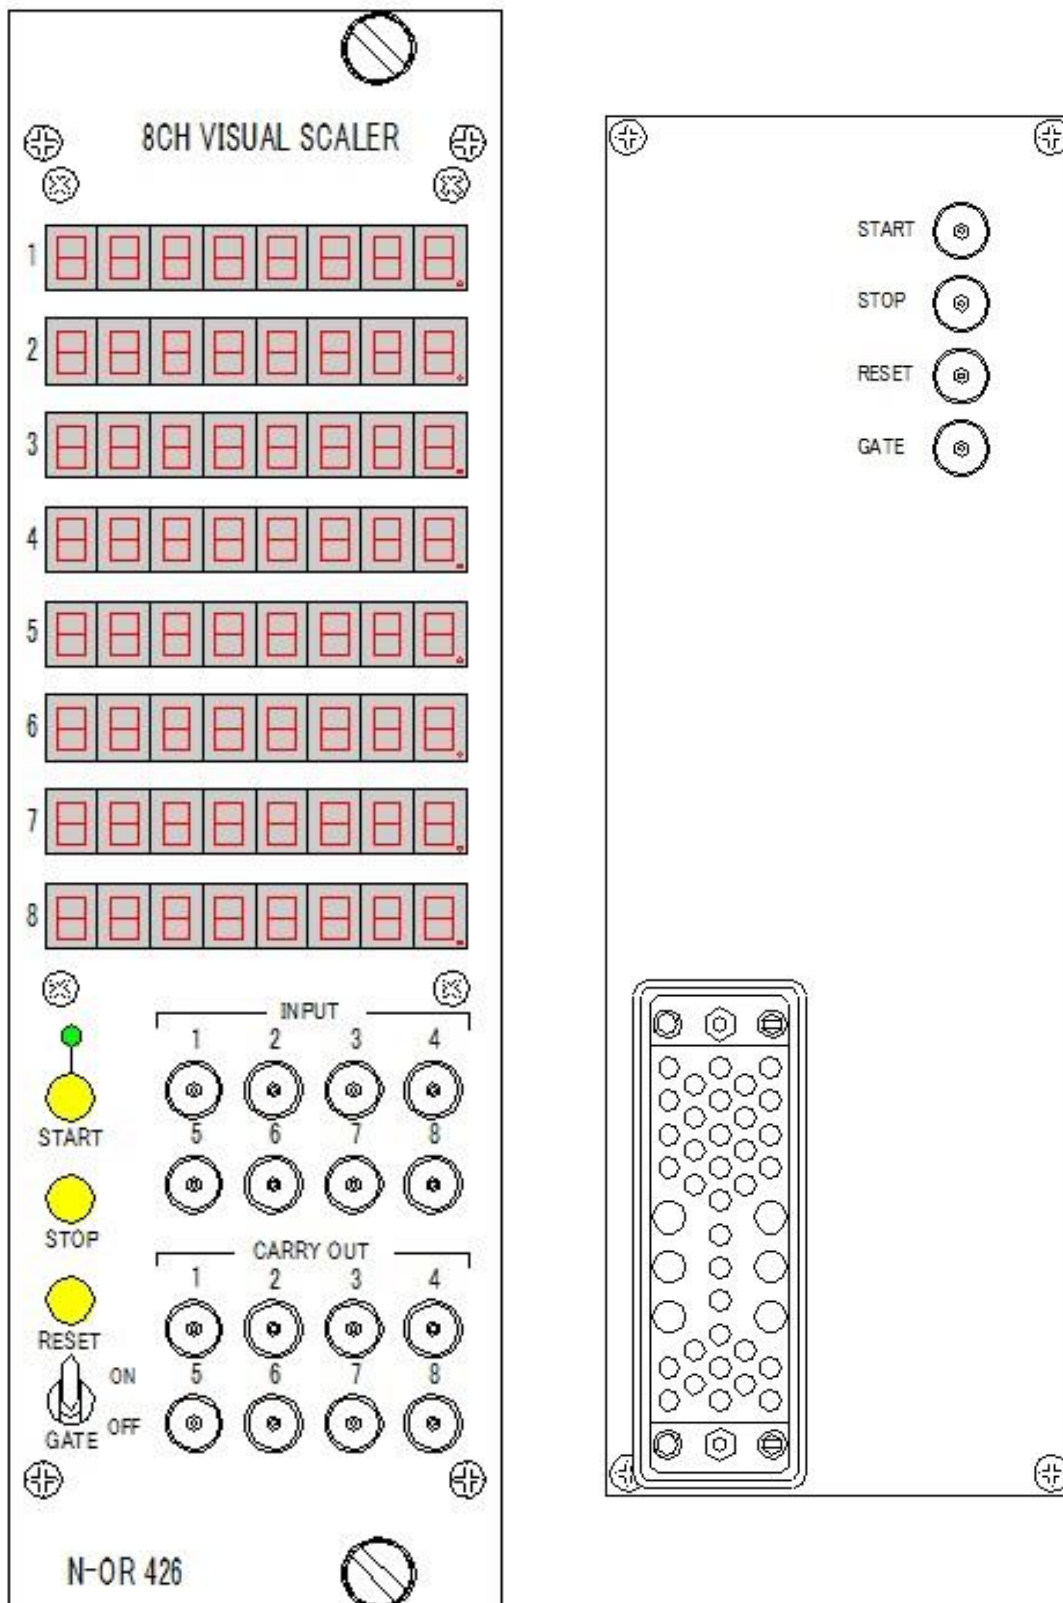 8CH VISUAL SCALER
1
2
3
4
5
6
7
8
INPUT
1 2 3 4
5 6 7 8
START
STOP
CARRY OUT
1 2 3 4
5 6 7 8
RESET
ON
OFF
GATE
N-OR 426
START
STOP
RESET
GATE